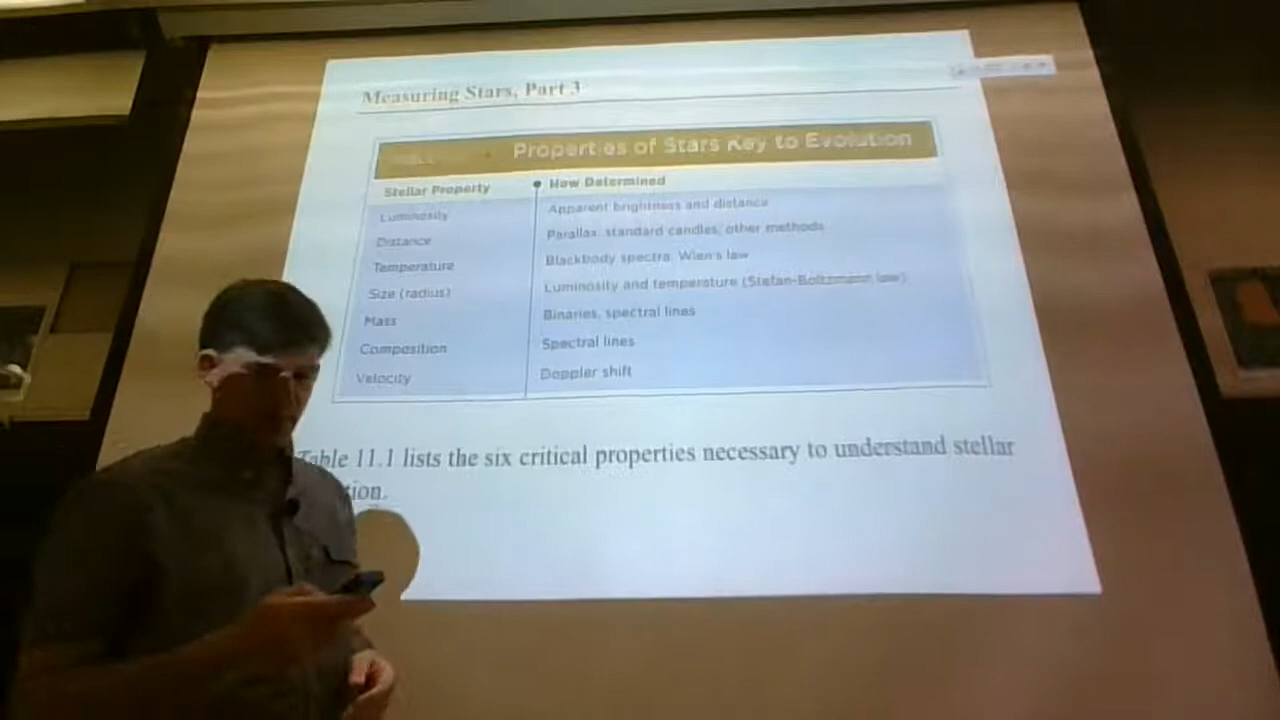 Measuring Stars, Part 3
Properties of Stars Key to Evolution
Stellar Property How Determined
Luminosity Apparent brightness and distance
Distance Parallax, standard candles, other methods
Temperature Blackbody spectra, Wien's law
Size (radius) Luminosity and temperature (Stefan-Boltzmann law)
Mass Binaries, spectral lines
Composition Spectral lines
Velocity Doppler shift
Table 11.1 lists the six critical properties necessary to understand stellar